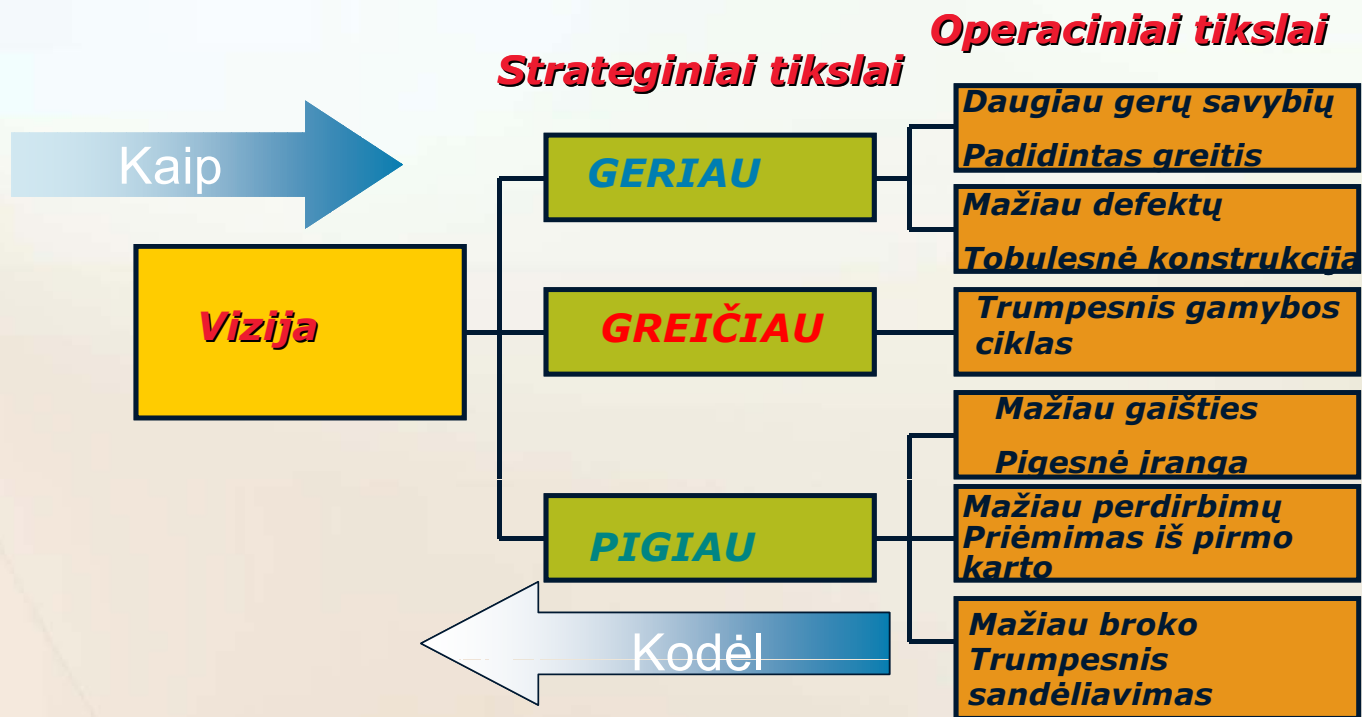 Operaciniai tikslai
Strateginiai tikslai
Kaip
Vizija
GERIAU
GREIČIAU
PIGIAU
Daugiau gerų savybių
Padidintas greitis
Mažiau defektų
Tobulesnė konstrukcija
Trumpesnis gamybos
ciklas
Mažiau gaišties
Pigesnė įranga
Mažiau perdirbimų
Priėmimas iš pirmo
karto
Mažiau broko
Trumpesnis
sandėliavimas
Kodėl